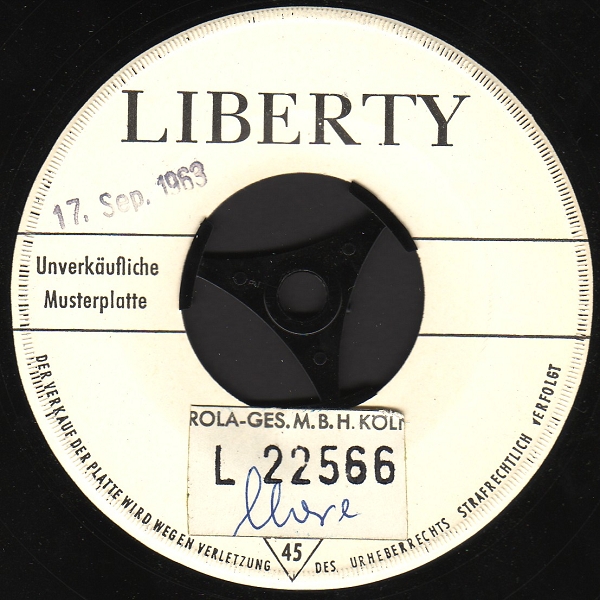 LIBERTY
17. Sep. 1963
Unverkäufliche
Musterplatte
ROLA-GES.M.B.H.KÖLN
L 22566
45
DER VERKAUF DER PLATTE WIRD WEGEN VERLETZUNG DES URHEBERRECHTS STRAFRECHTLICH VERFOLGT